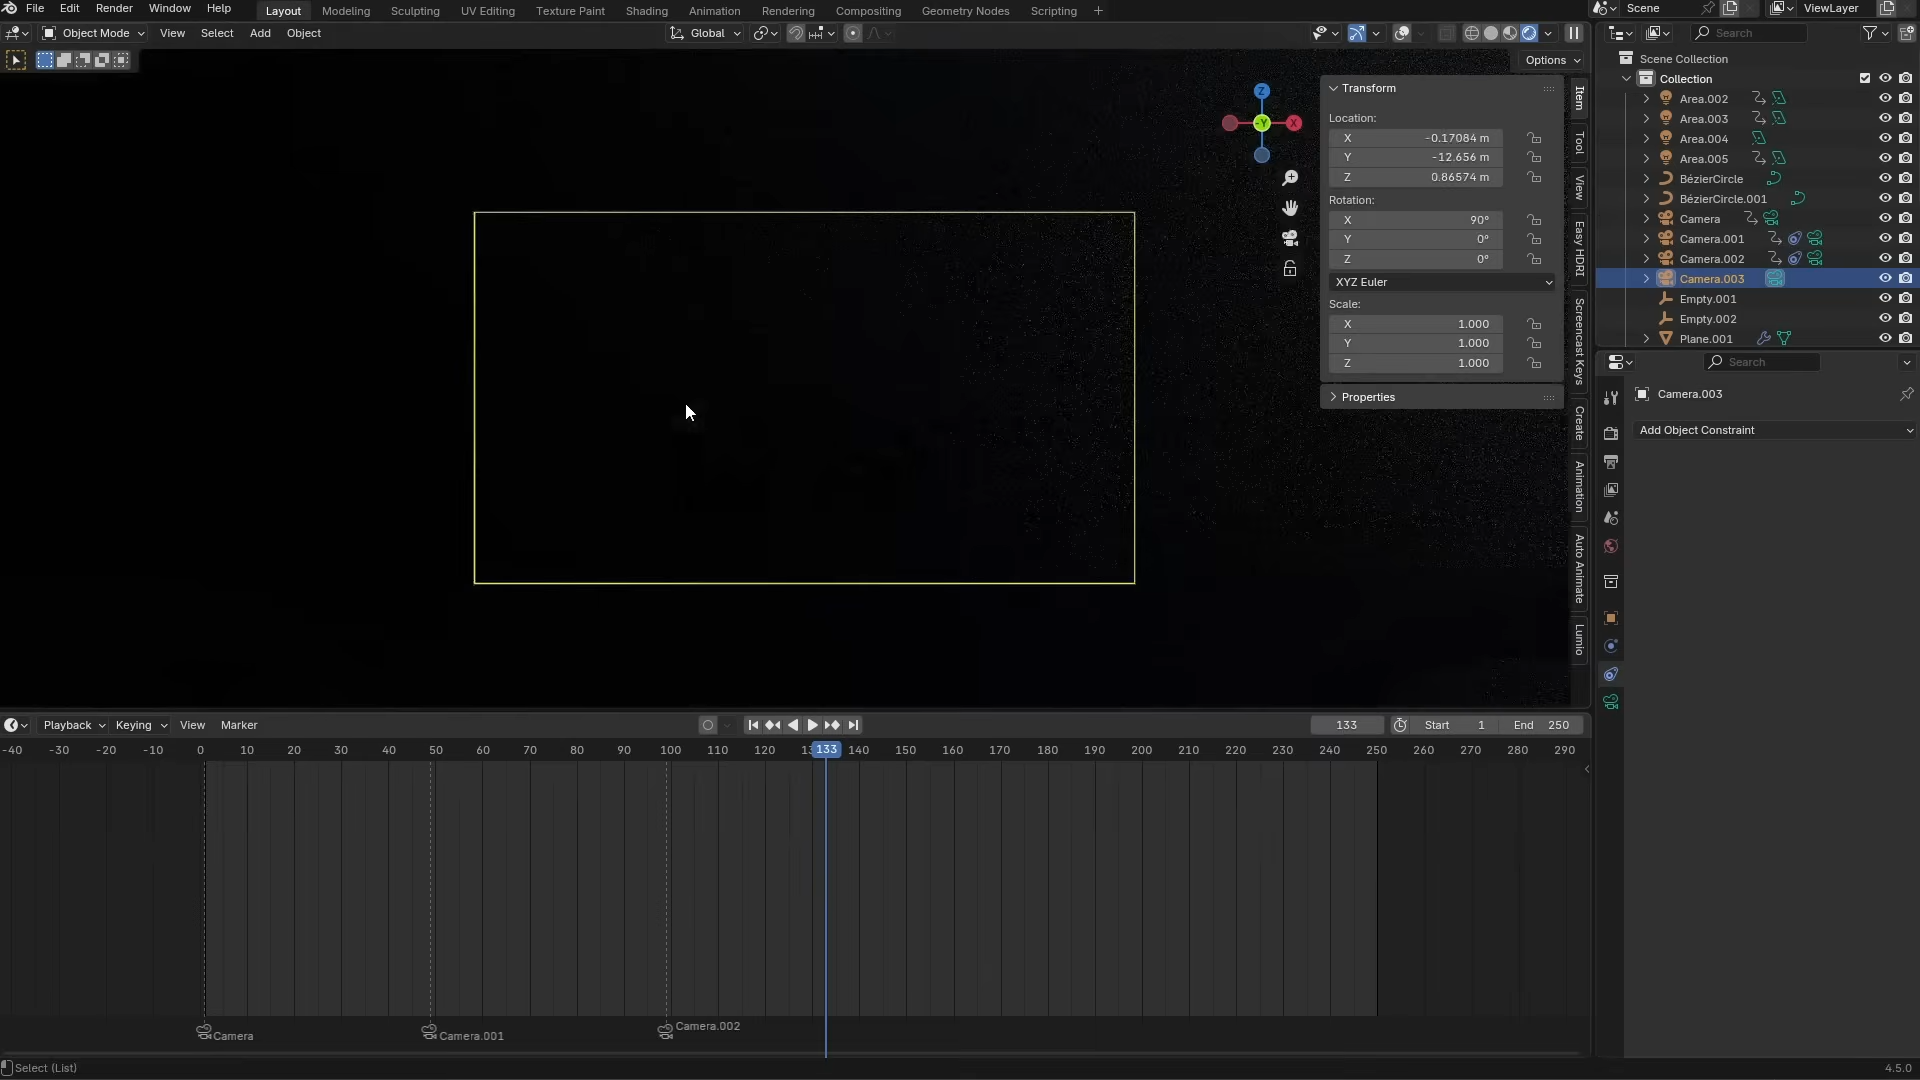 File Edit Render Window Help Layout Modeling Sculpting UV Editing Texture Paint Shading Animation Rendering Compositing Geometry Nodes Scripting + Scene ViewLayer
Object Mode View Select Add Object Global Search
Options
Scene Collection
Collection
Area.002
Area.003
Area.004
Area.005
BézierCircle
BézierCircle.001
Camera
Camera.001
Camera.002
Camera.003
Empty.001
Empty.002
Plane.001
Z
-Y
X
Transform
Location:
X -0.17084 m
Y -12.656 m
Z 0.86574 m
Rotation:
X 90°
Y 0°
Z 0°
XYZ Euler
Scale:
X 1.000
Y 1.000
Z 1.000
Properties
Item
Tool
View
Easy HDRI
Screencast Keys
Create
Animation
Auto Animate
Lumio
Search
Camera.003
Add Object Constraint
Playback Keying View Marker 133 Start 1 End 250
-40 -30 -20 -10 0 10 20 30 40 50 60 70 80 90 100 110 120 133 140 150 160 170 180 190 200 210 220 230 240 250 260 270 280 290
Camera Camera.001 Camera.002
Select (List) 4.5.0